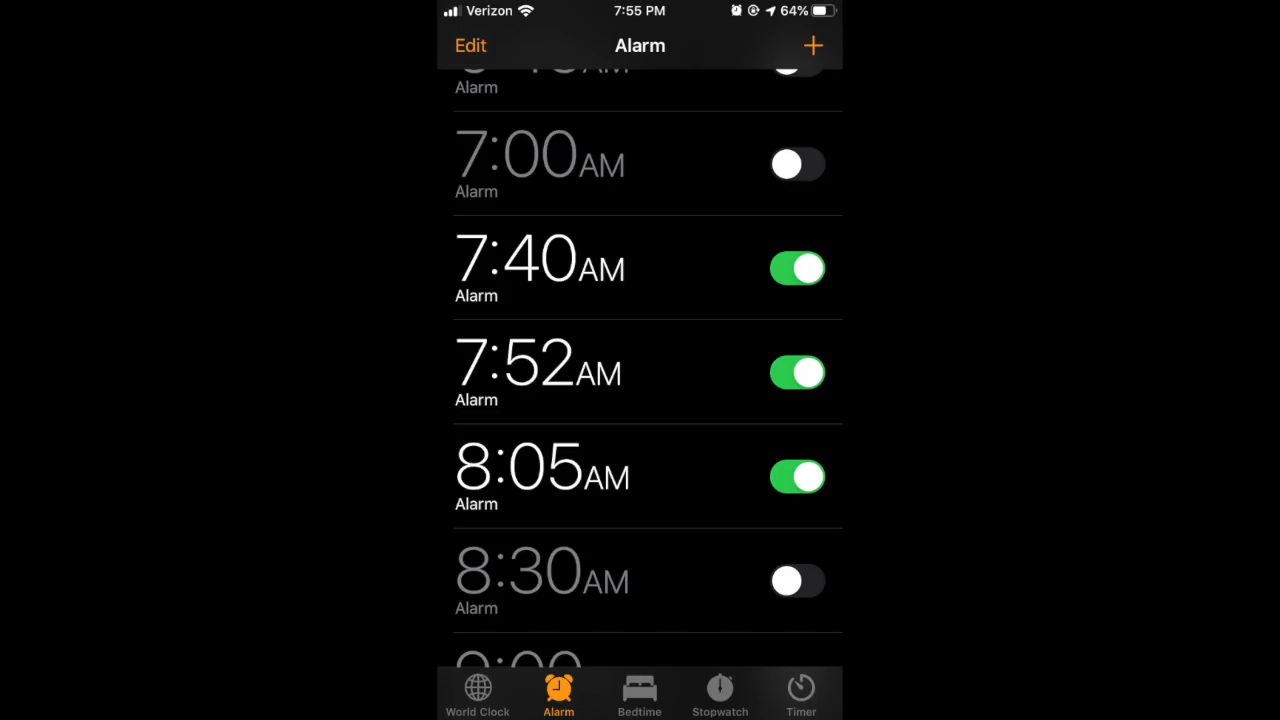 Verizon 7:55 PM 64%
Edit Alarm +
Alarm
7:00AM
Alarm
7:40AM
Alarm
7:52AM
Alarm
8:05AM
Alarm
8:30AM
Alarm
World Clock Alarm Bedtime Stopwatch Timer